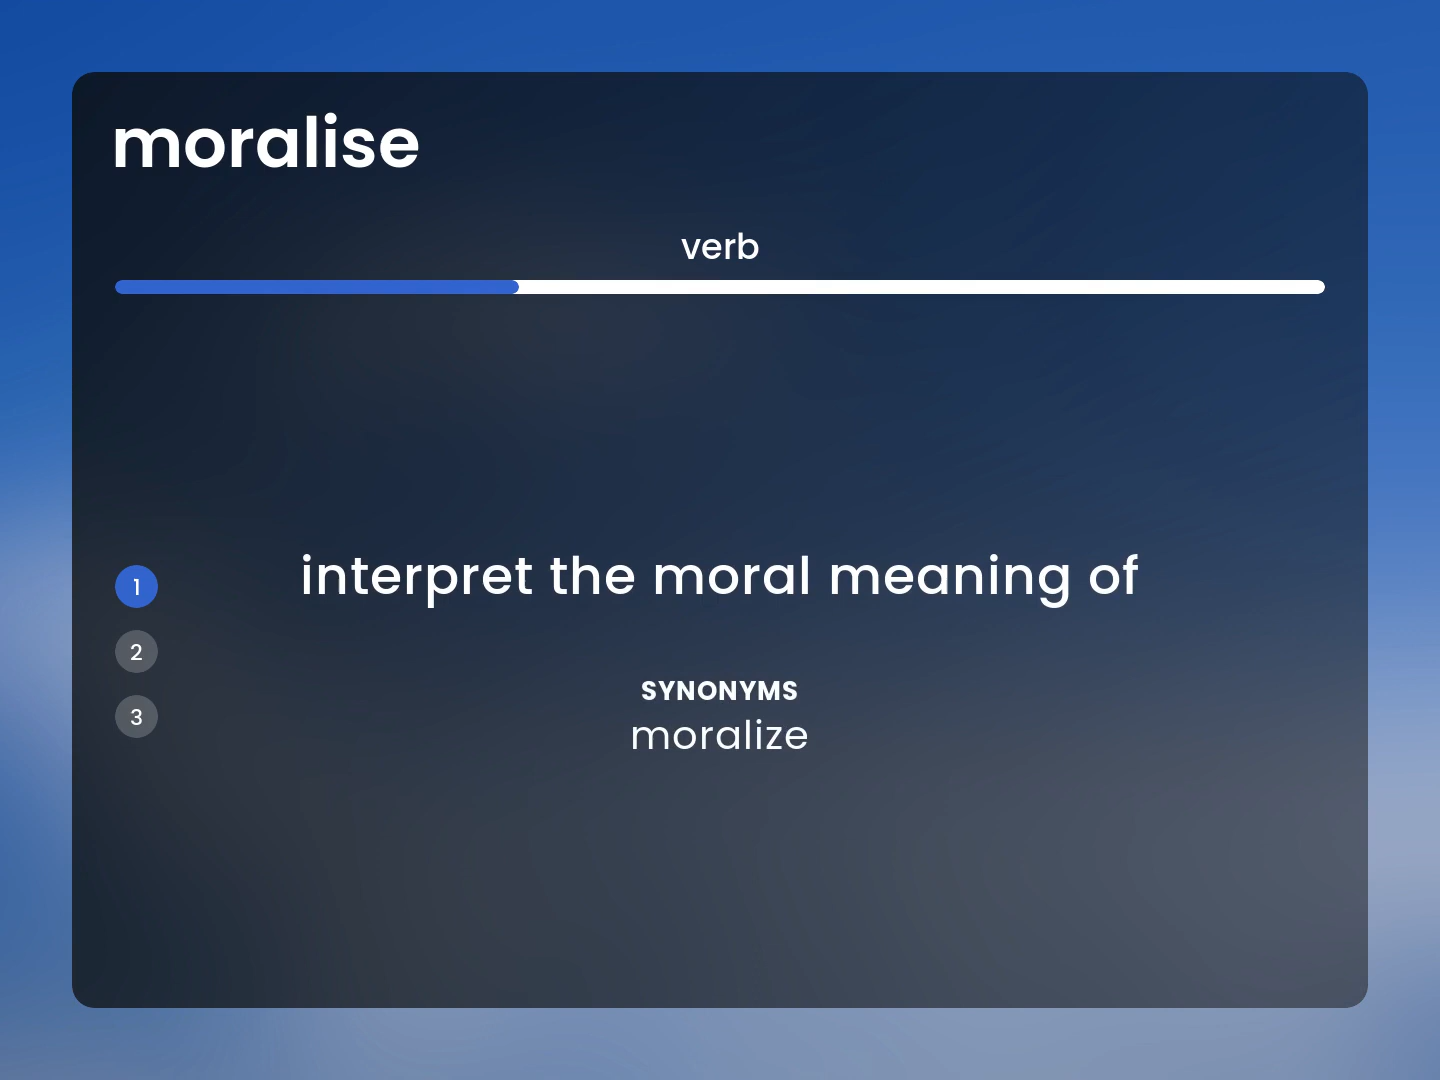 moralise
verb
interpret the moral meaning of
1
2
3
SYNONYMS
moralize